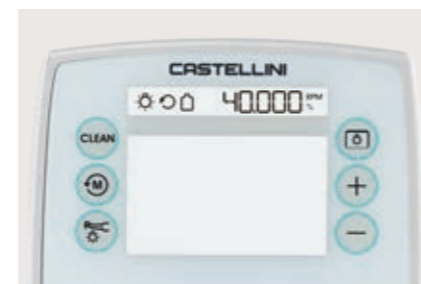 CASTELLINI
40.000 RPM %
CLEAN
M
+
−